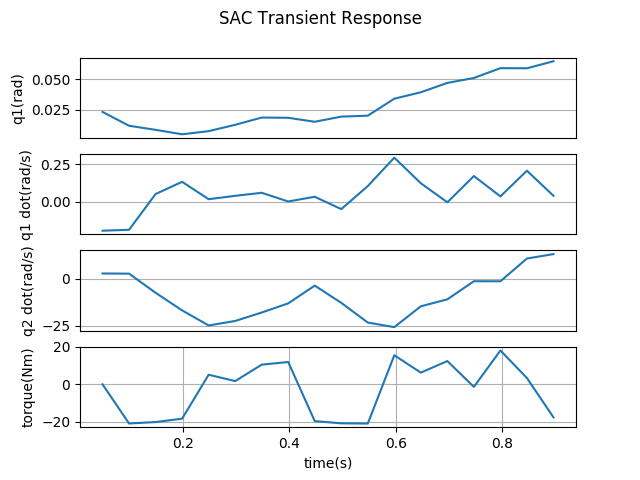 SAC Transient Response
q1(rad)
0.050
0.025
q1 dot(rad/s)
0.25
0.00
q2 dot(rad/s)
0
−25
torque(Nm)
20
0
−20
0.2 0.4 0.6 0.8
time(s)